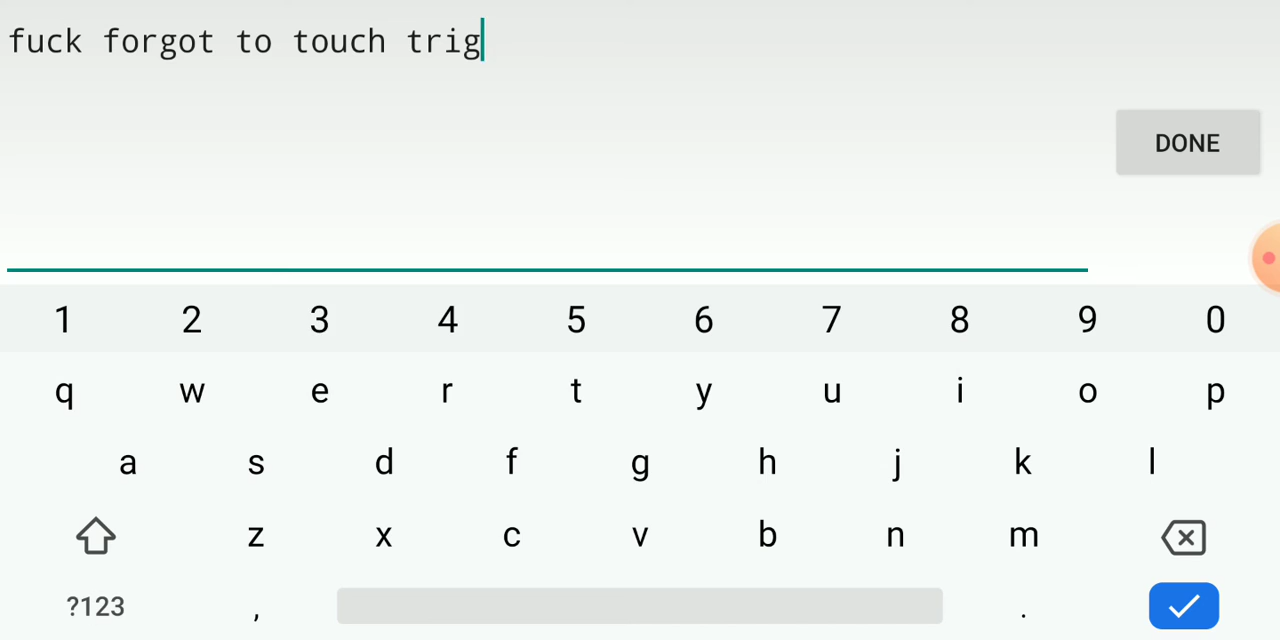 fuck forgot to touch trig
DONE
1 2 3 4 5 6 7 8 9 0
q w e r t y u i o p
a s d f g h j k l
z x c v b n m
?123 , .